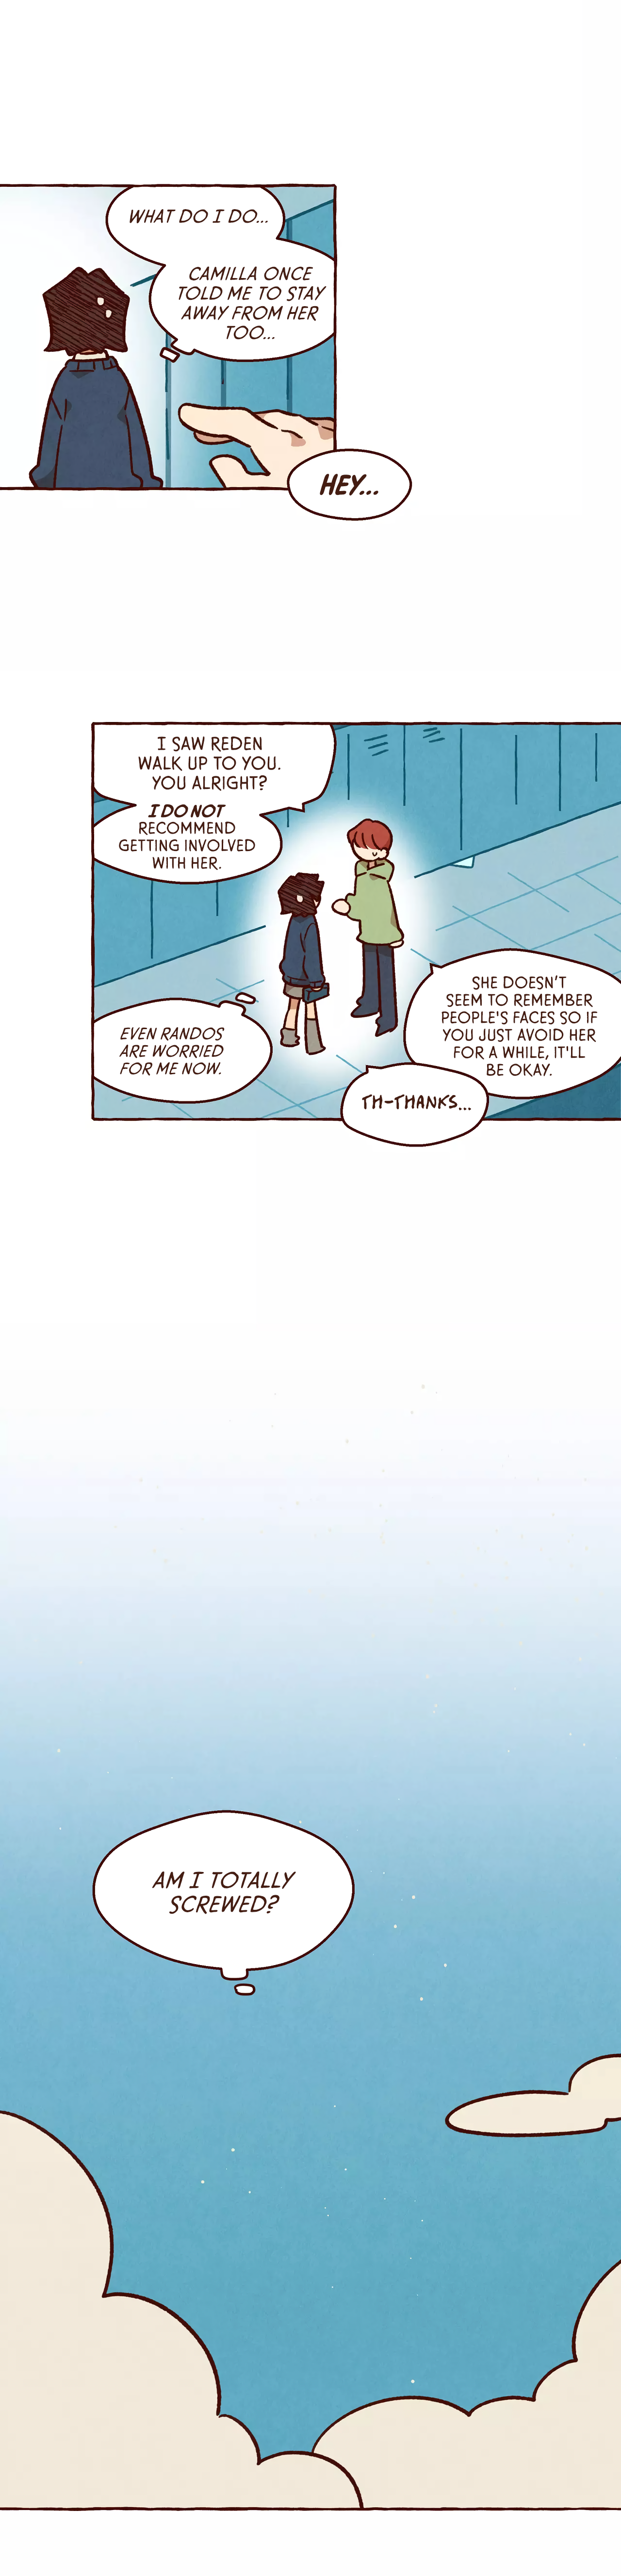 WHAT DO I DO...
CAMILLA ONCE
TOLD ME TO STAY
AWAY FROM HER
TOO...
HEY...
I SAW REDEN
WALK UP TO YOU.
YOU ALRIGHT?
I DO NOT
RECOMMEND
GETTING INVOLVED
WITH HER.
SHE DOESN'T
SEEM TO REMEMBER
PEOPLE'S FACES SO IF
YOU JUST AVOID HER
FOR A WHILE, IT'LL
BE OKAY.
EVEN RANDOS
ARE WORRIED
FOR ME NOW.
TH-THANKS...
AM I TOTALLY
SCREWED?